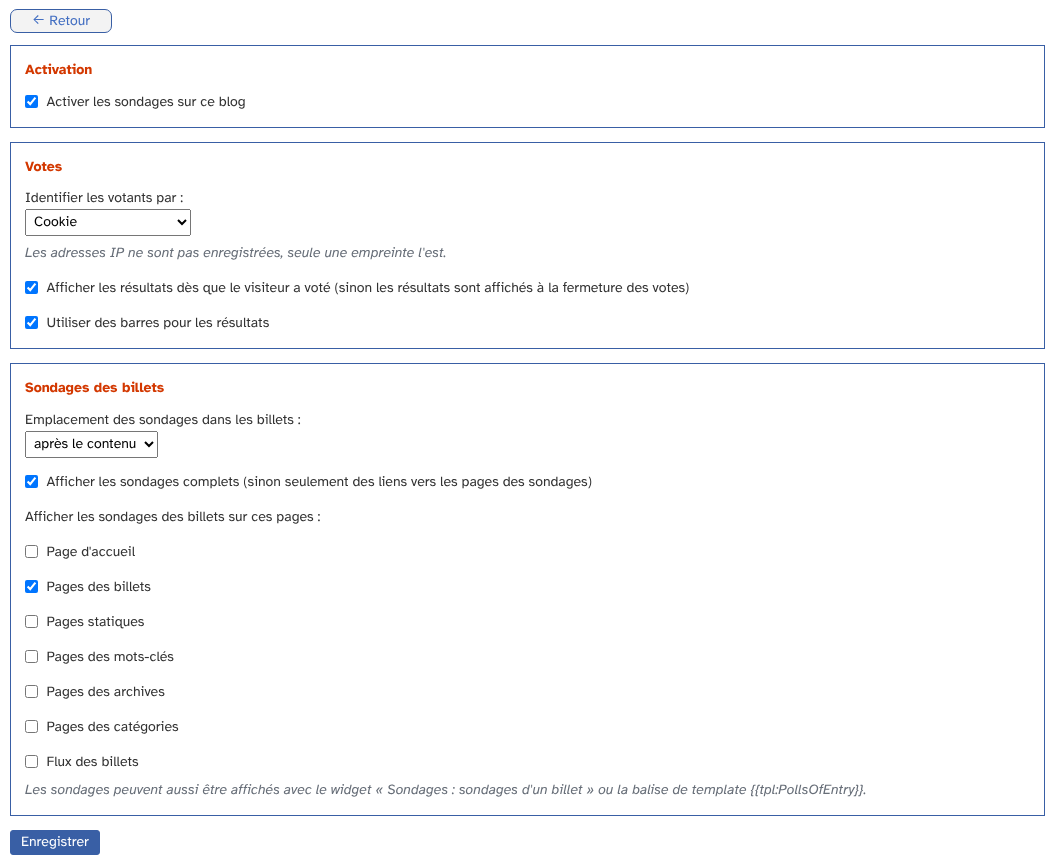 ← Retour
Activation
Activer les sondages sur ce blog
Votes
Identifier les votants par :
Cookie
Les adresses IP ne sont pas enregistrées, seule une empreinte l'est.
Afficher les résultats dès que le visiteur a voté (sinon les résultats sont affichés à la fermeture des votes)
Utiliser des barres pour les résultats
Sondages des billets
Emplacement des sondages dans les billets :
après le contenu
Afficher les sondages complets (sinon seulement des liens vers les pages des sondages)
Afficher les sondages des billets sur ces pages :
Page d'accueil
Pages des billets
Pages statiques
Pages des mots-clés
Pages des archives
Pages des catégories
Flux des billets
Les sondages peuvent aussi être affichés avec le widget « Sondages : sondages d'un billet » ou la balise de template {{tpl:PollsOfEntry}}.
Enregistrer